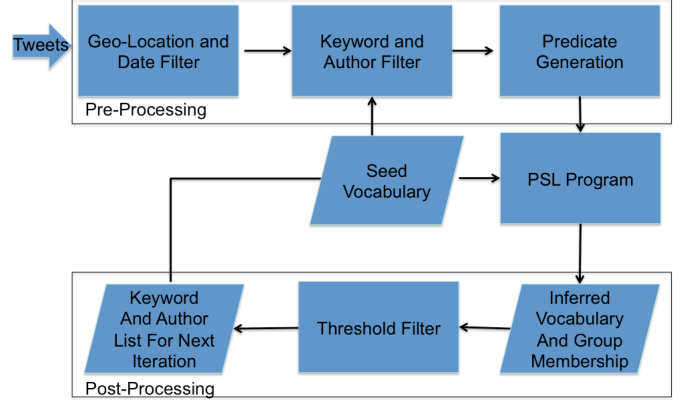 Tweets
Geo-Location and
Date Filter
Keyword and
Author Filter
Predicate
Generation
Pre-Processing
Seed
Vocabulary
PSL Program
Keyword
And Author
List For Next
Iteration
Threshold Filter
Inferred
Vocabulary
And Group
Membership
Post-Processing